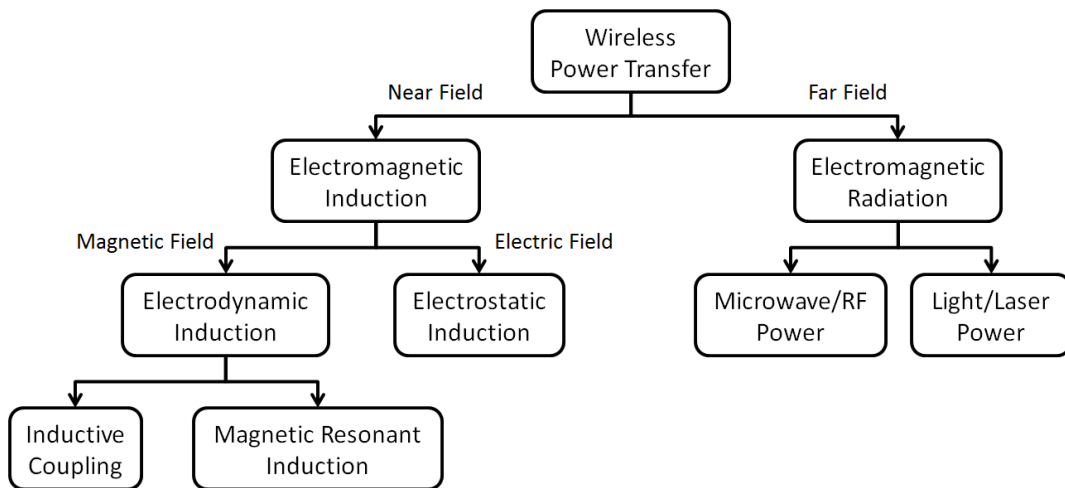 Wireless
Power Transfer
Near Field
Far Field
Electromagnetic
Induction
Electromagnetic
Radiation
Magnetic Field
Electric Field
Electrodynamic
Induction
Electrostatic
Induction
Microwave/RF
Power
Light/Laser
Power
Inductive
Coupling
Magnetic Resonant
Induction